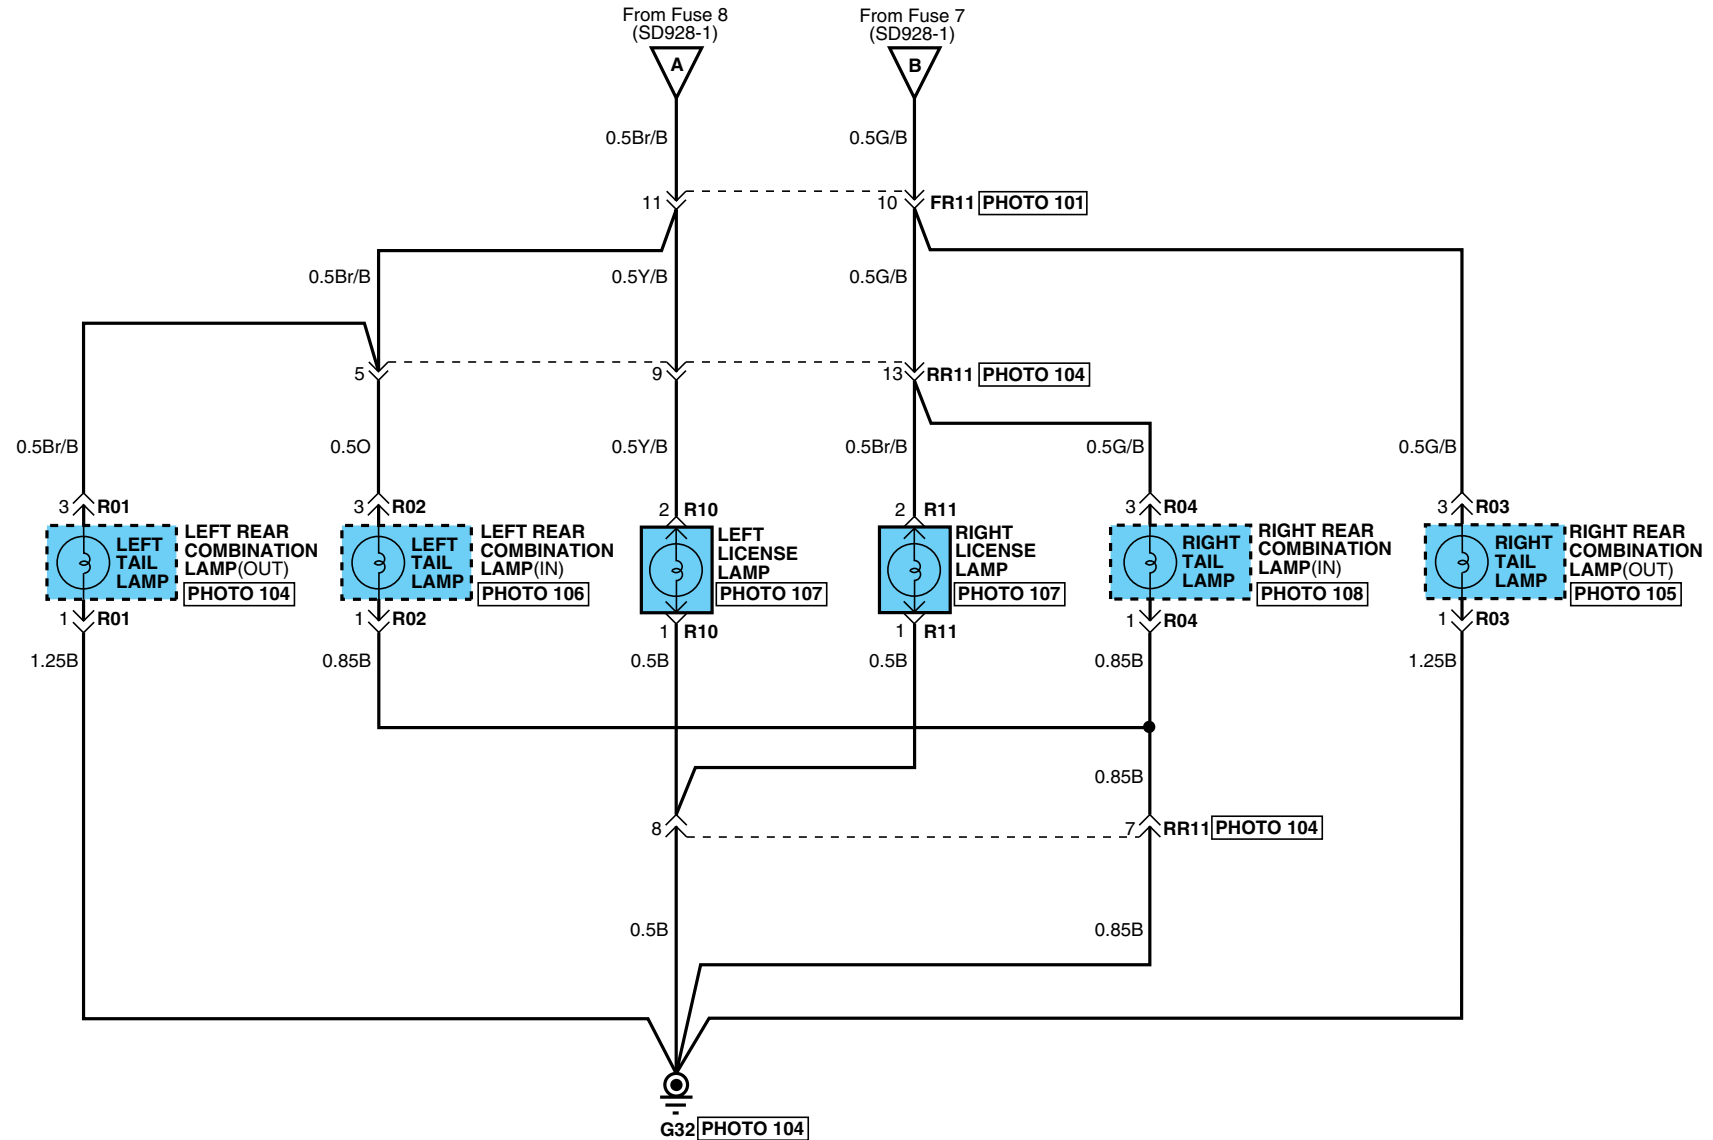 From Fuse 8
(SD928-1)
From Fuse 7
(SD928-1)
A
B
0.5Br/B
0.5G/B
11
10
FR11
PHOTO 101
0.5Br/B
0.5Y/B
0.5G/B
5
9
13
RR11
PHOTO 104
0.5Br/B
0.5O
0.5Y/B
0.5Br/B
0.5G/B
0.5G/B
3
R01
3
R02
2
R10
2
R11
3
R04
3
R03
LEFT
TAIL
LAMP
LEFT REAR
COMBINATION
LAMP(OUT)
PHOTO 104
LEFT
TAIL
LAMP
LEFT REAR
COMBINATION
LAMP(IN)
PHOTO 106
LEFT
LICENSE
LAMP
PHOTO 107
RIGHT
LICENSE
LAMP
PHOTO 107
RIGHT
TAIL
LAMP
RIGHT REAR
COMBINATION
LAMP(IN)
PHOTO 108
RIGHT
TAIL
LAMP
RIGHT REAR
COMBINATION
LAMP(OUT)
PHOTO 105
1
R01
1
R02
1
R10
1
R11
1
R04
1
R03
1.25B
0.85B
0.5B
0.5B
0.85B
1.25B
0.85B
8
7
RR11
PHOTO 104
0.5B
0.85B
G32
PHOTO 104